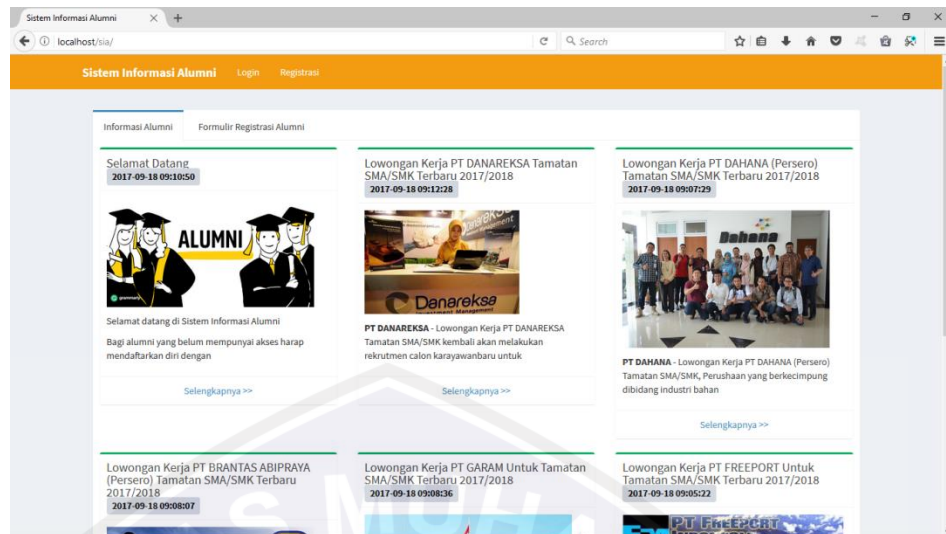 Sistem Informasi Alumni
localhost/sia/
Search
Sistem Informasi Alumni Login Registrasi
Informasi Alumni Formulir Registrasi Alumni
Selamat Datang
2017-09-18 09:10:50
ALUMNI
grammarly
Selamat datang di Sistem Informasi Alumni
Bagi alumni yang belum mempunyai akses harap
mendaftarkan diri dengan
Selengkapnya >>
Lowongan Kerja PT DANAREKSA Tamatan
SMA/SMK Terbaru 2017/2018
2017-09-18 09:12:28
Danareksa
Danareksa
Investment Management
PT DANAREKSA - Lowongan Kerja PT DANAREKSA
Tamatan SMA/SMK kembali akan melakukan
rekrutmen calon karayawanbaru untuk
Selengkapnya >>
Lowongan Kerja PT DAHANA (Persero)
Tamatan SMA/SMK Terbaru 2017/2018
2017-09-18 09:07:29
Dahana
PT DAHANA - Lowongan Kerja PT DAHANA (Persero)
Tamatan SMA/SMK, Perushaan yang berkecimpung
dibidang industri bahan
Selengkapnya >>
Lowongan Kerja PT BRANTAS ABIPRAYA
(Persero) Tamatan SMA/SMK Terbaru
2017/2018
2017-09-18 09:08:07
Lowongan Kerja PT GARAM Untuk Tamatan
SMA/SMK Terbaru 2017/2018
2017-09-18 09:08:36
Lowongan Kerja PT FREEPORT Untuk
Tamatan SMA/SMK Terbaru 2017/2018
2017-09-18 09:05:22
PT FREEPORT
S MUHA